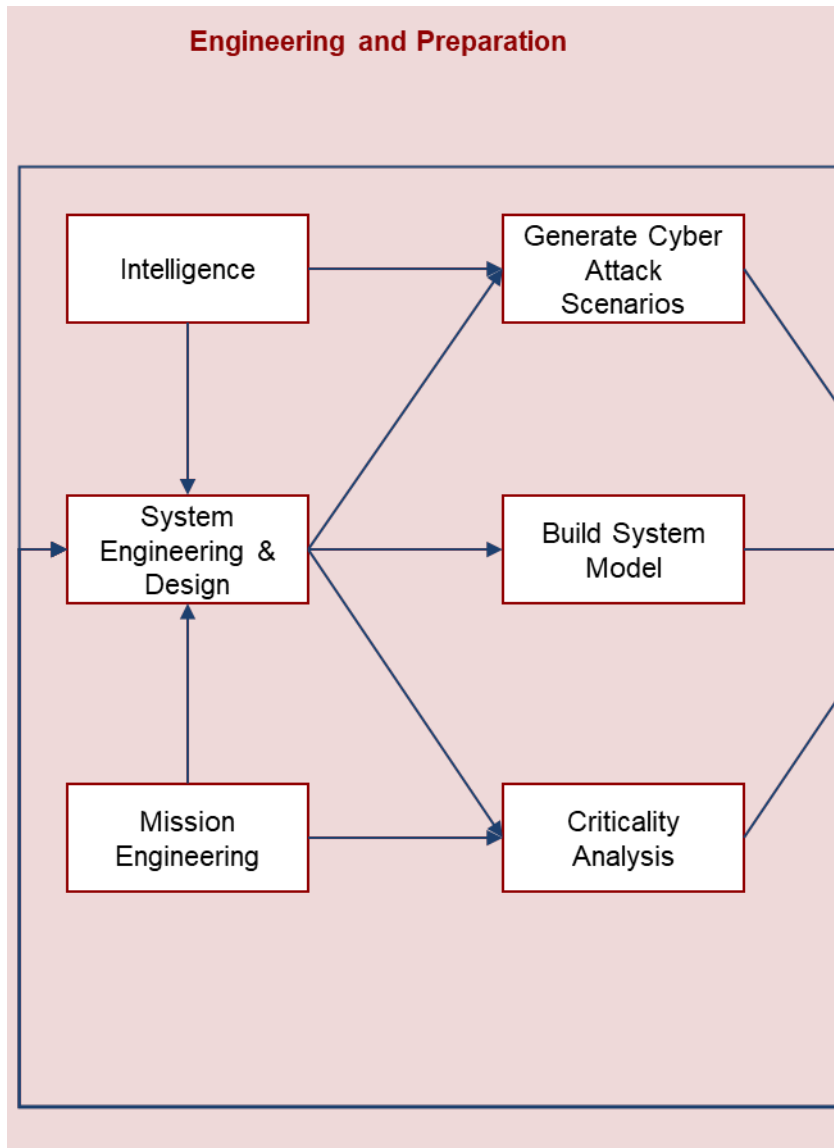 Engineering and Preparation
Intelligence
Generate Cyber
Attack
Scenarios
System
Engineering &
Design
Build System
Model
Mission
Engineering
Criticality
Analysis